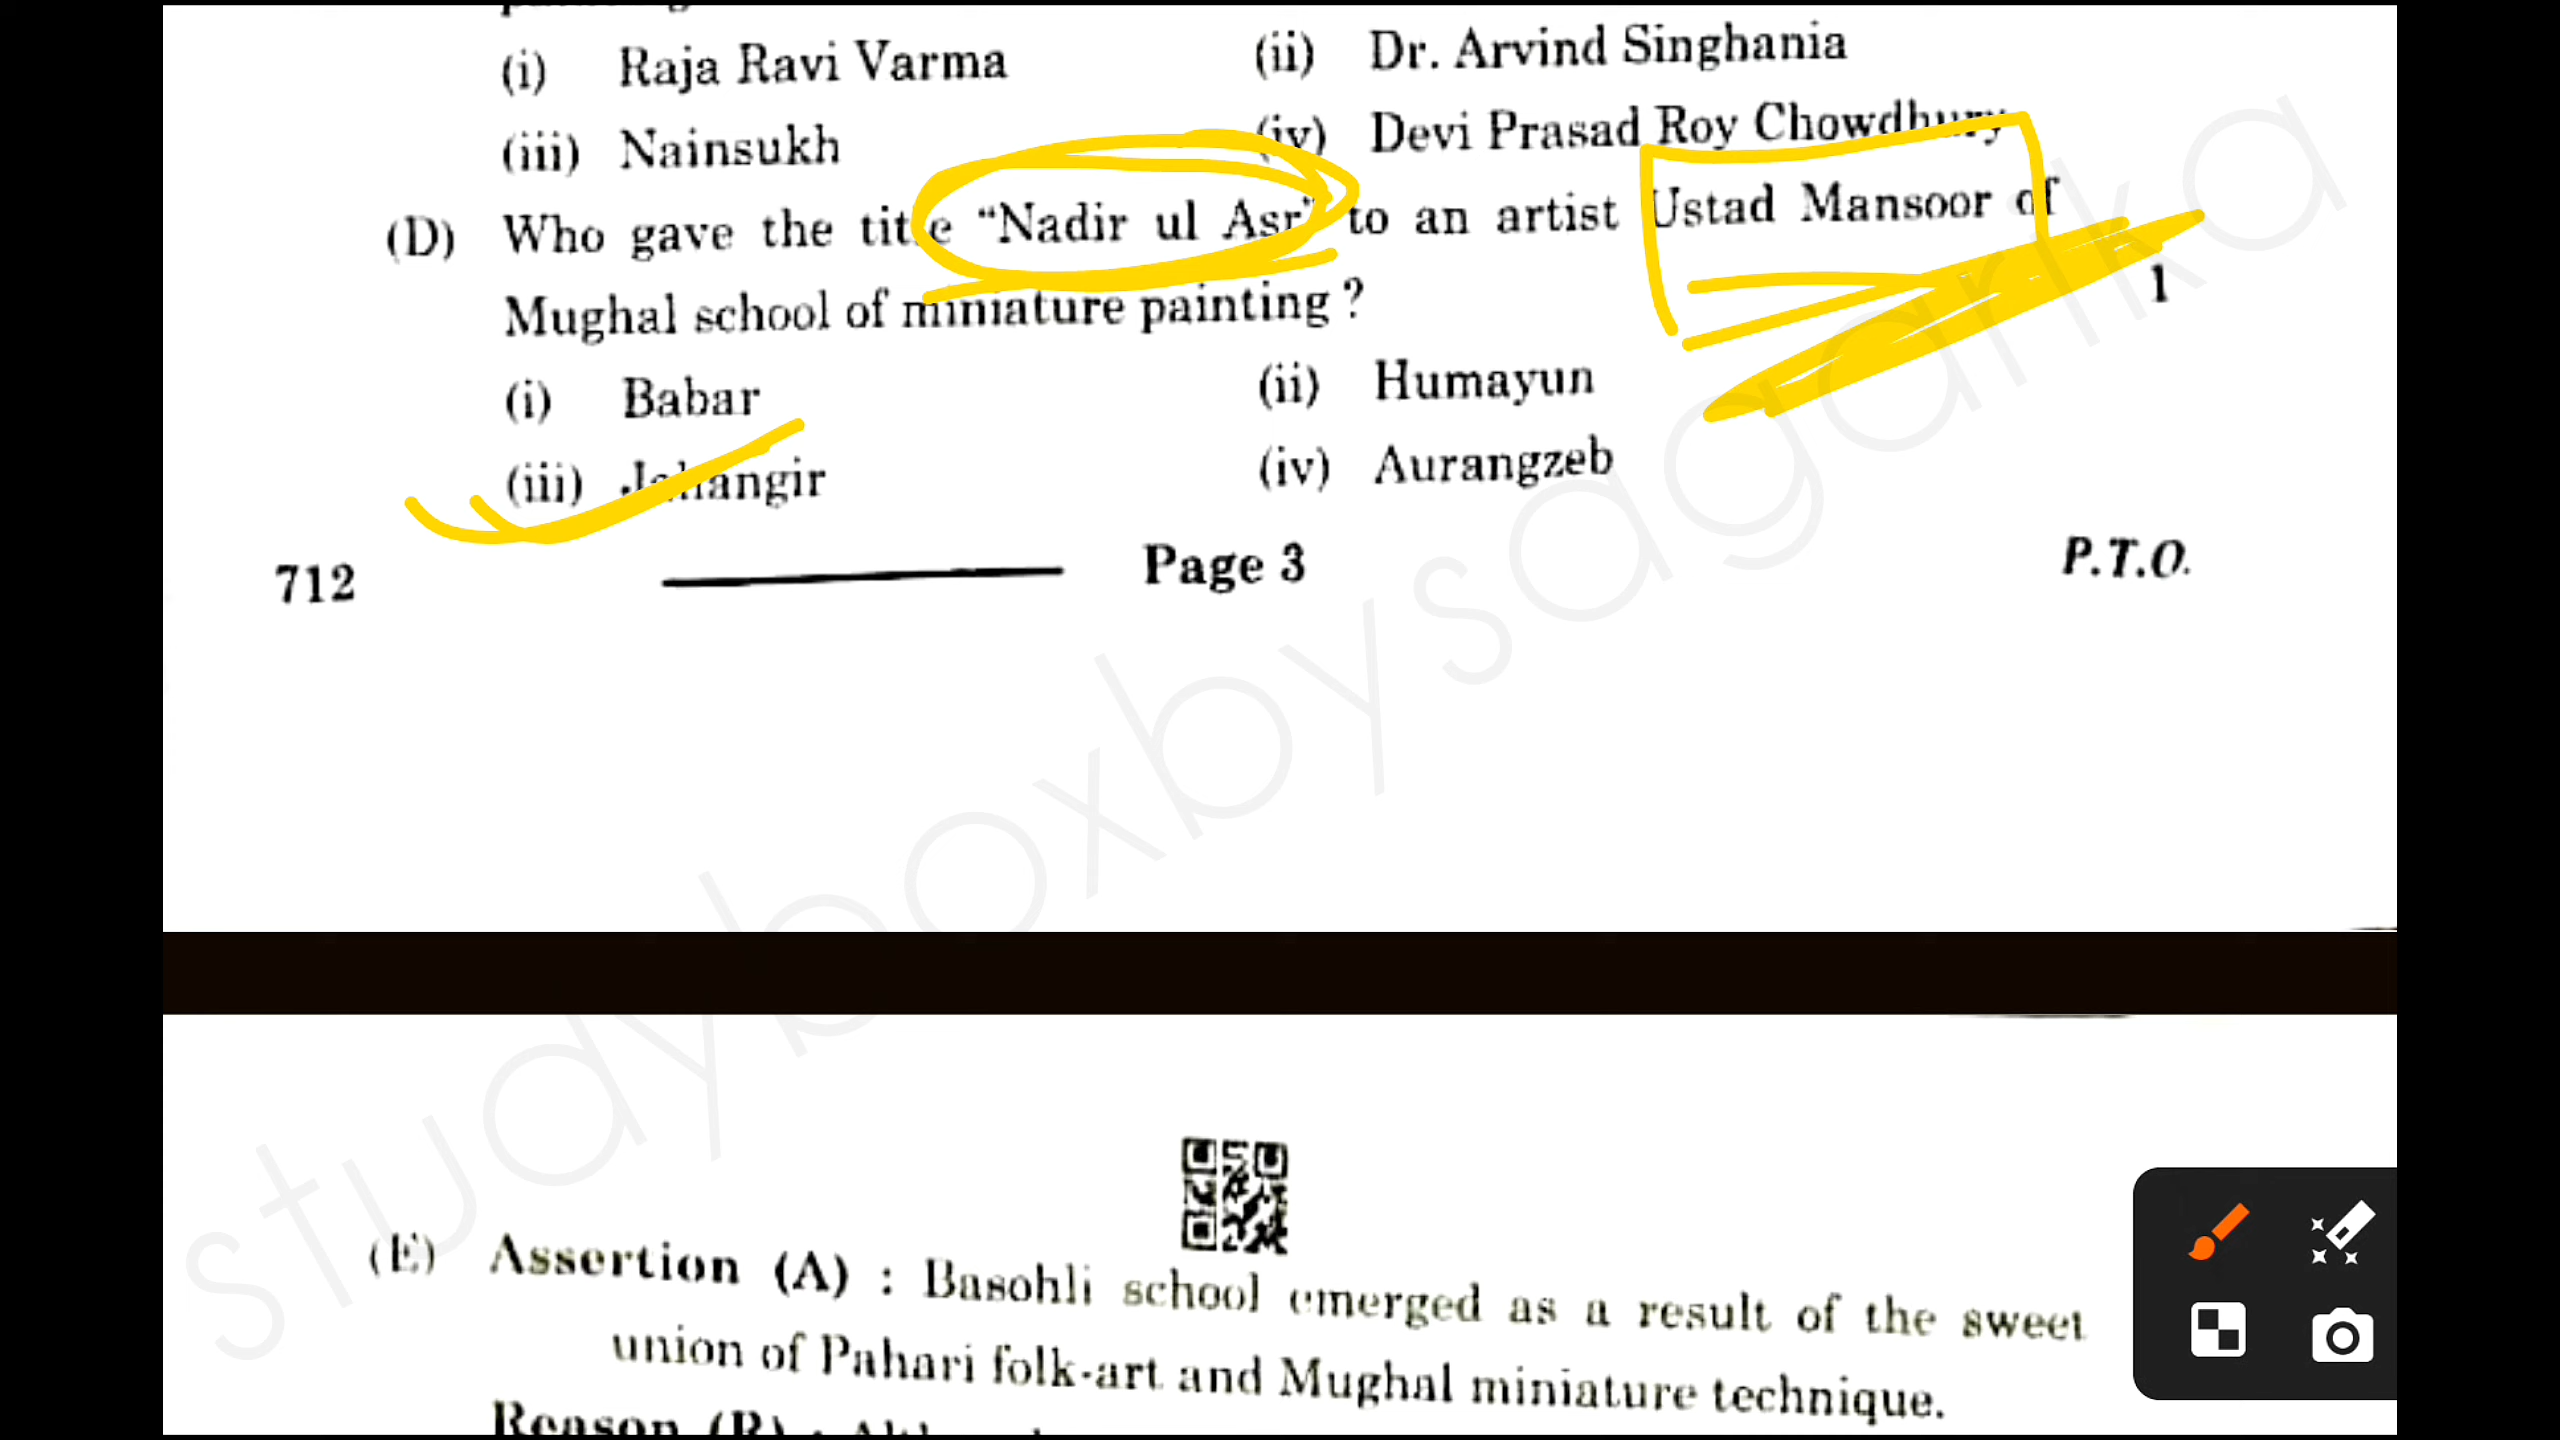 (i) Raja Ravi Varma (ii) Dr. Arvind Singhania
(iii) Nainsukh (iv) Devi Prasad Roy Chowdhury
(D) Who gave the title “Nadir ul Asr” to an artist Ustad Mansoor of
Mughal school of miniature painting ? 1
(i) Babar (ii) Humayun
(iii) Jahangir (iv) Aurangzeb
712 Page 3 P.T.O.
studyboxbysagarika
(E) Assertion (A) : Basohli school emerged as a result of the sweet
union of Pahari folk-art and Mughal miniature technique.
Reason (R) :